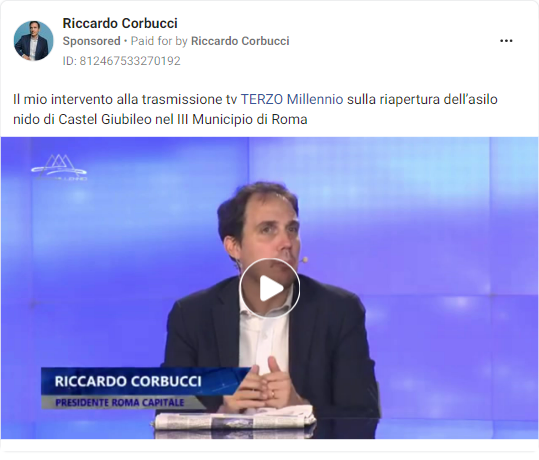 Riccardo Corbucci
Sponsored • Paid for by Riccardo Corbucci
ID: 812467533270192
Il mio intervento alla trasmissione tv TERZO Millennio sulla riapertura dell'asilo
nido di Castel Giubileo nel III Municipio di Roma
RICCARDO CORBUCCI
PRESIDENTE ROMA CAPITALE